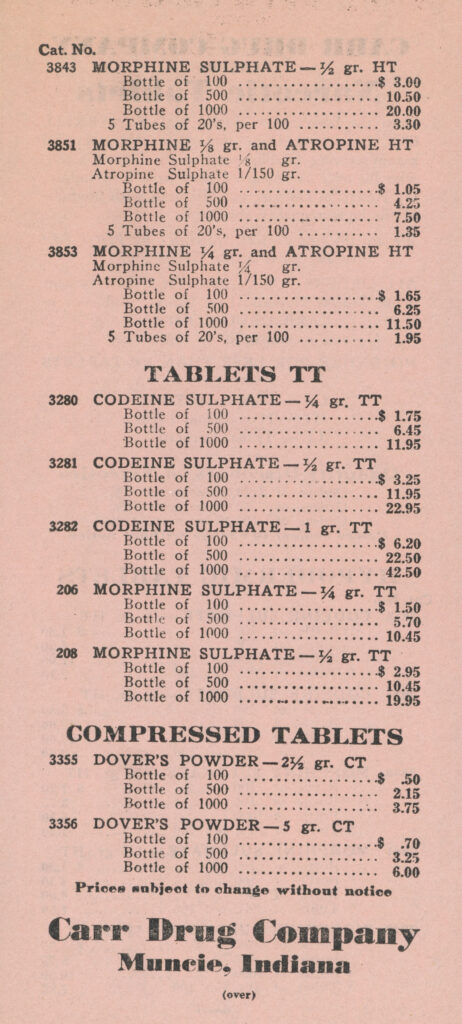 Cat. No.
3843 MORPHINE SULPHATE — ½ gr. HT
Bottle of 100 .................... $ 3.00
Bottle of 500 .................... 10.50
Bottle of 1000 .................... 20.00
5 Tubes of 20's, per 100 ........... 3.30
3851 MORPHINE ⅛ gr. and ATROPINE HT
Morphine Sulphate ⅛ gr.
Atropine Sulphate 1/150 gr.
Bottle of 100 .................... $ 1.05
Bottle of 500 .................... 4.25
Bottle of 1000 .................... 7.50
5 Tubes of 20's, per 100 ........... 1.35
3853 MORPHINE ¼ gr. and ATROPINE HT
Morphine Sulphate ¼ gr.
Atropine Sulphate 1/150 gr.
Bottle of 100 .................... $ 1.65
Bottle of 500 .................... 6.25
Bottle of 1000 .................... 11.50
5 Tubes of 20's, per 100 ........... 1.95
TABLETS TT
3280 CODEINE SULPHATE — ¼ gr. TT
Bottle of 100 .................... $ 1.75
Bottle of 500 .................... 6.45
Bottle of 1000 .................... 11.95
3281 CODEINE SULPHATE — ½ gr. TT
Bottle of 100 .................... $ 3.25
Bottle of 500 .................... 11.95
Bottle of 1000 .................... 22.95
3282 CODEINE SULPHATE — 1 gr. TT
Bottle of 100 .................... $ 6.20
Bottle of 500 .................... 22.50
Bottle of 1000 .................... 42.50
206 MORPHINE SULPHATE — ¼ gr. TT
Bottle of 100 .................... $ 1.50
Bottle of 500 .................... 5.70
Bottle of 1000 .................... 10.45
208 MORPHINE SULPHATE — ½ gr. TT
Bottle of 100 .................... $ 2.95
Bottle of 500 .................... 10.45
Bottle of 1000 .................... 19.95
COMPRESSED TABLETS
3355 DOVER'S POWDER — 2½ gr. CT
Bottle of 100 .................... $ .50
Bottle of 500 .................... 2.15
Bottle of 1000 .................... 3.75
3356 DOVER'S POWDER — 5 gr. CT
Bottle of 100 .................... $ .70
Bottle of 500 .................... 3.25
Bottle of 1000 .................... 6.00
Prices subject to change without notice
Carr Drug Company
Muncie, Indiana
(over)